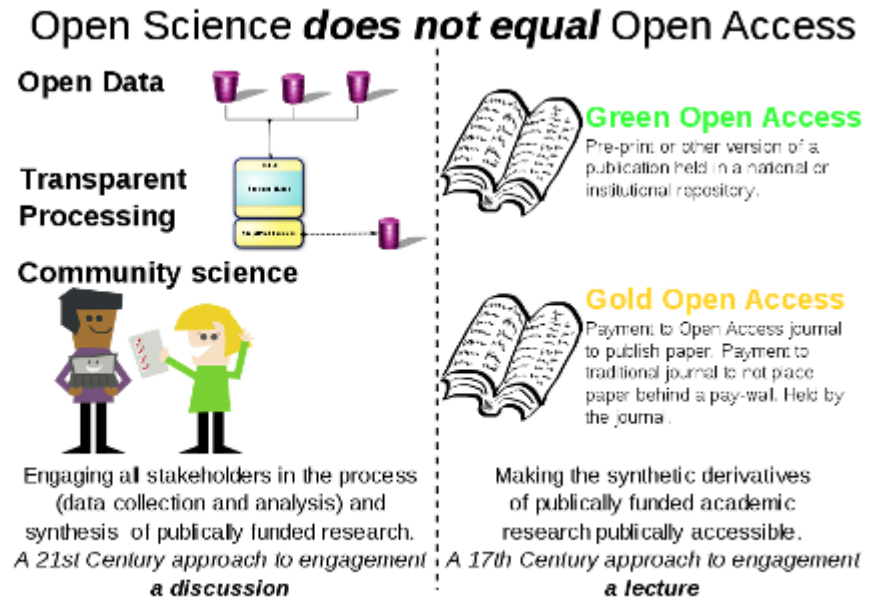 Open Science does not equal Open Access
Open Data
Transparent
Processing
Community science
Engaging all stakeholders in the process
(data collection and analysis) and
synthesis of publically funded research.
A 21st Century approach to engagement
a discussion
Green Open Access
Pre-print or other version of a
publication held in a national or
institutional repository.
Gold Open Access
Payment to Open Access journal
to publish paper. Payment to
traditional journal to not place
paper behind a pay-wall. Held by
the journal.
Making the synthetic derivatives
of publically funded academic
research publically accessible.
A 17th Century approach to engagement
a lecture